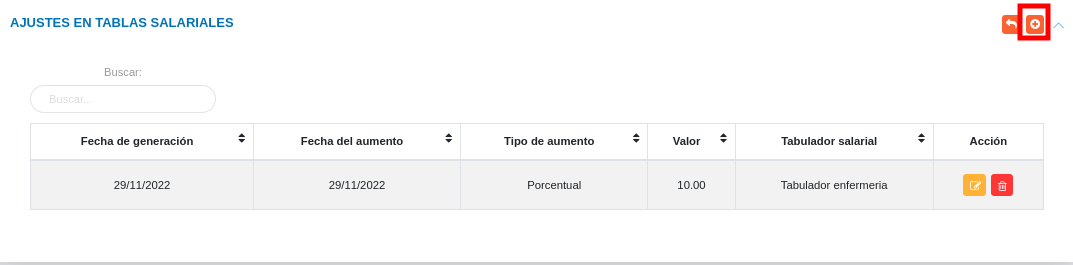 AJUSTES EN TABLAS SALARIALES
Buscar:
Buscar...
Fecha de generación Fecha del aumento Tipo de aumento Valor Tabulador salarial Acción
29/11/2022 29/11/2022 Porcentual 10.00 Tabulador enfermeria